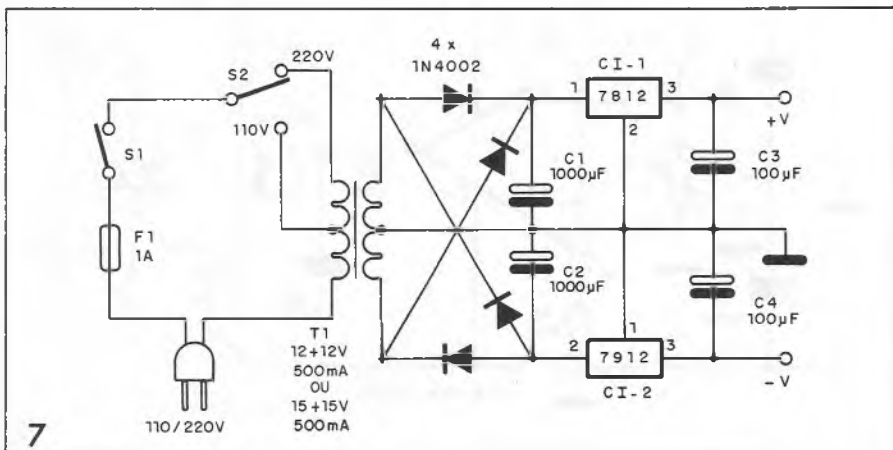 4 x
1N4002
220V
S2
110V
S1
F1
1A
110/220V
T1
12+12V
500mA
OU
15+15V
500mA
C1
1000µF
C2
1000µF
CI-1
1
7812
3
2
+V
C3
100µF
C4
100µF
1
2
7912
3
CI-2
-V
7